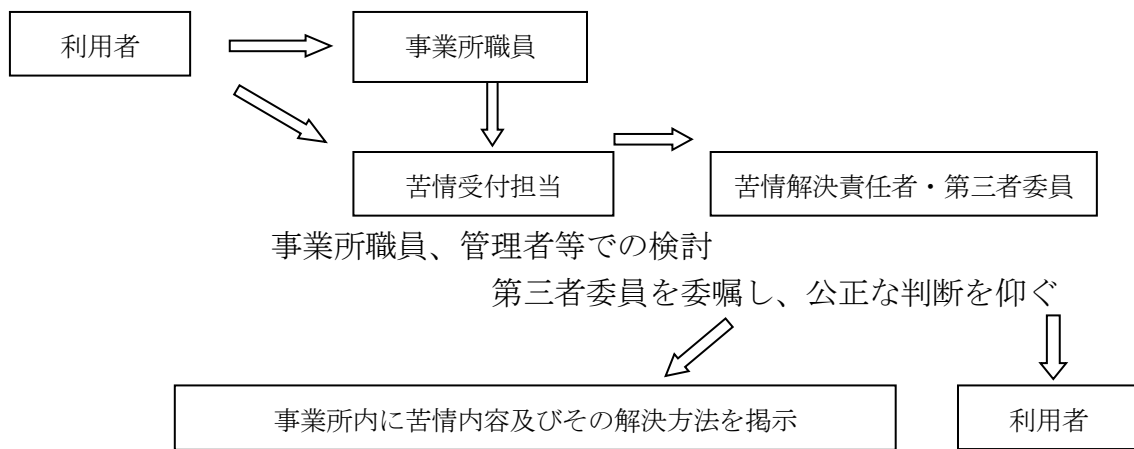 利用者
事業所職員
苦情受付担当
苦情解決責任者・第三者委員
事業所職員、管理者等での検討
第三者委員を委嘱し、公正な判断を仰ぐ
事業所内に苦情内容及びその解決方法を掲示
利用者